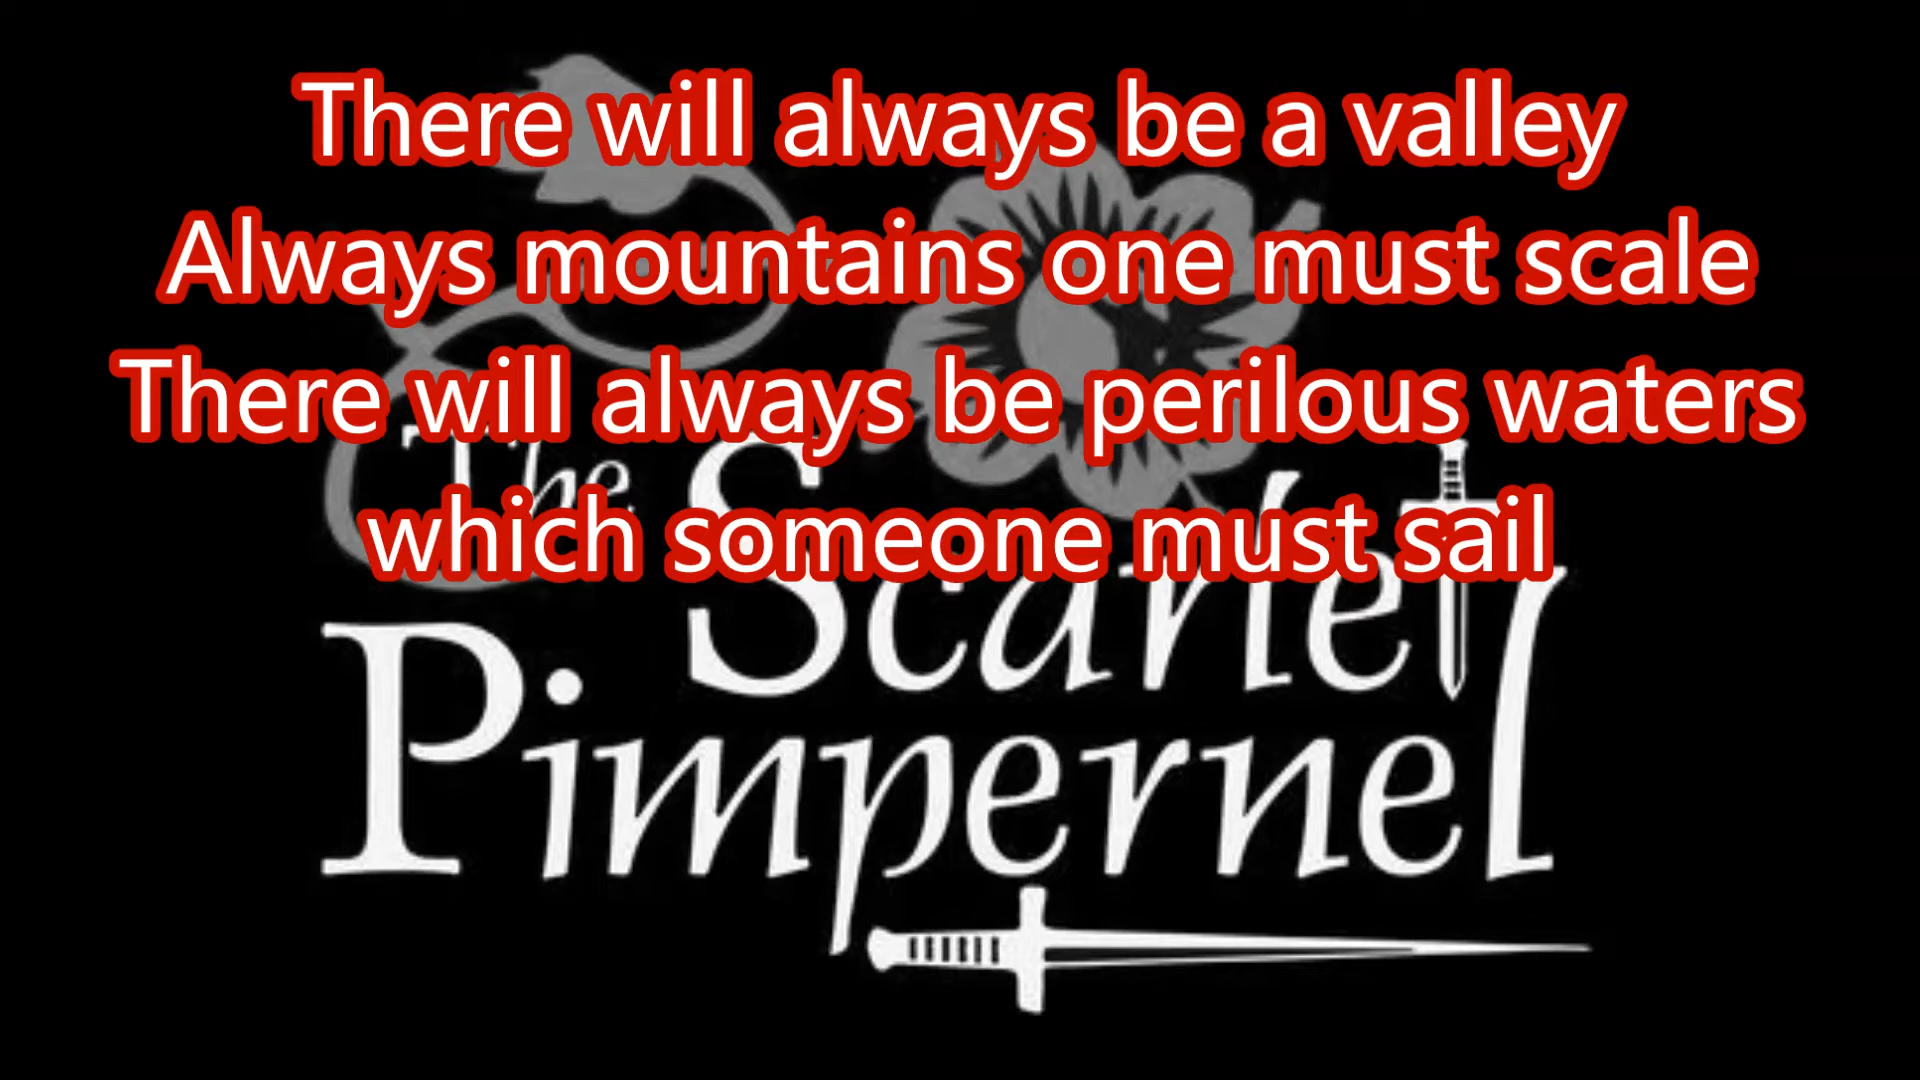 There will always be a valley
Always mountains one must scale
There will always be perilous waters
which someone must sail
The Scarlet
Pimpernel